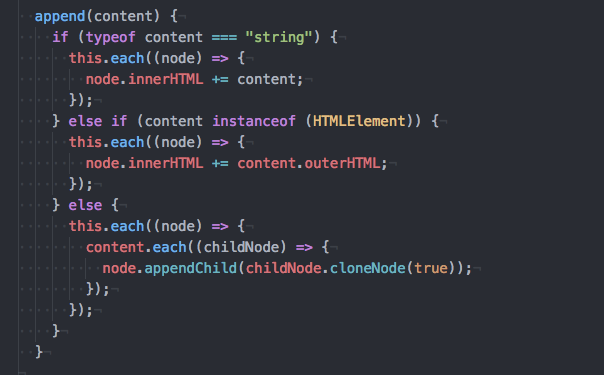 append(content) {
if (typeof content === "string") {
this.each((node) => {
node.innerHTML += content;
});
} else if (content instanceof (HTMLElement)) {
this.each((node) => {
node.innerHTML += content.outerHTML;
});
} else {
this.each((node) => {
content.each((childNode) => {
node.appendChild(childNode.cloneNode(true));
});
});
}
}